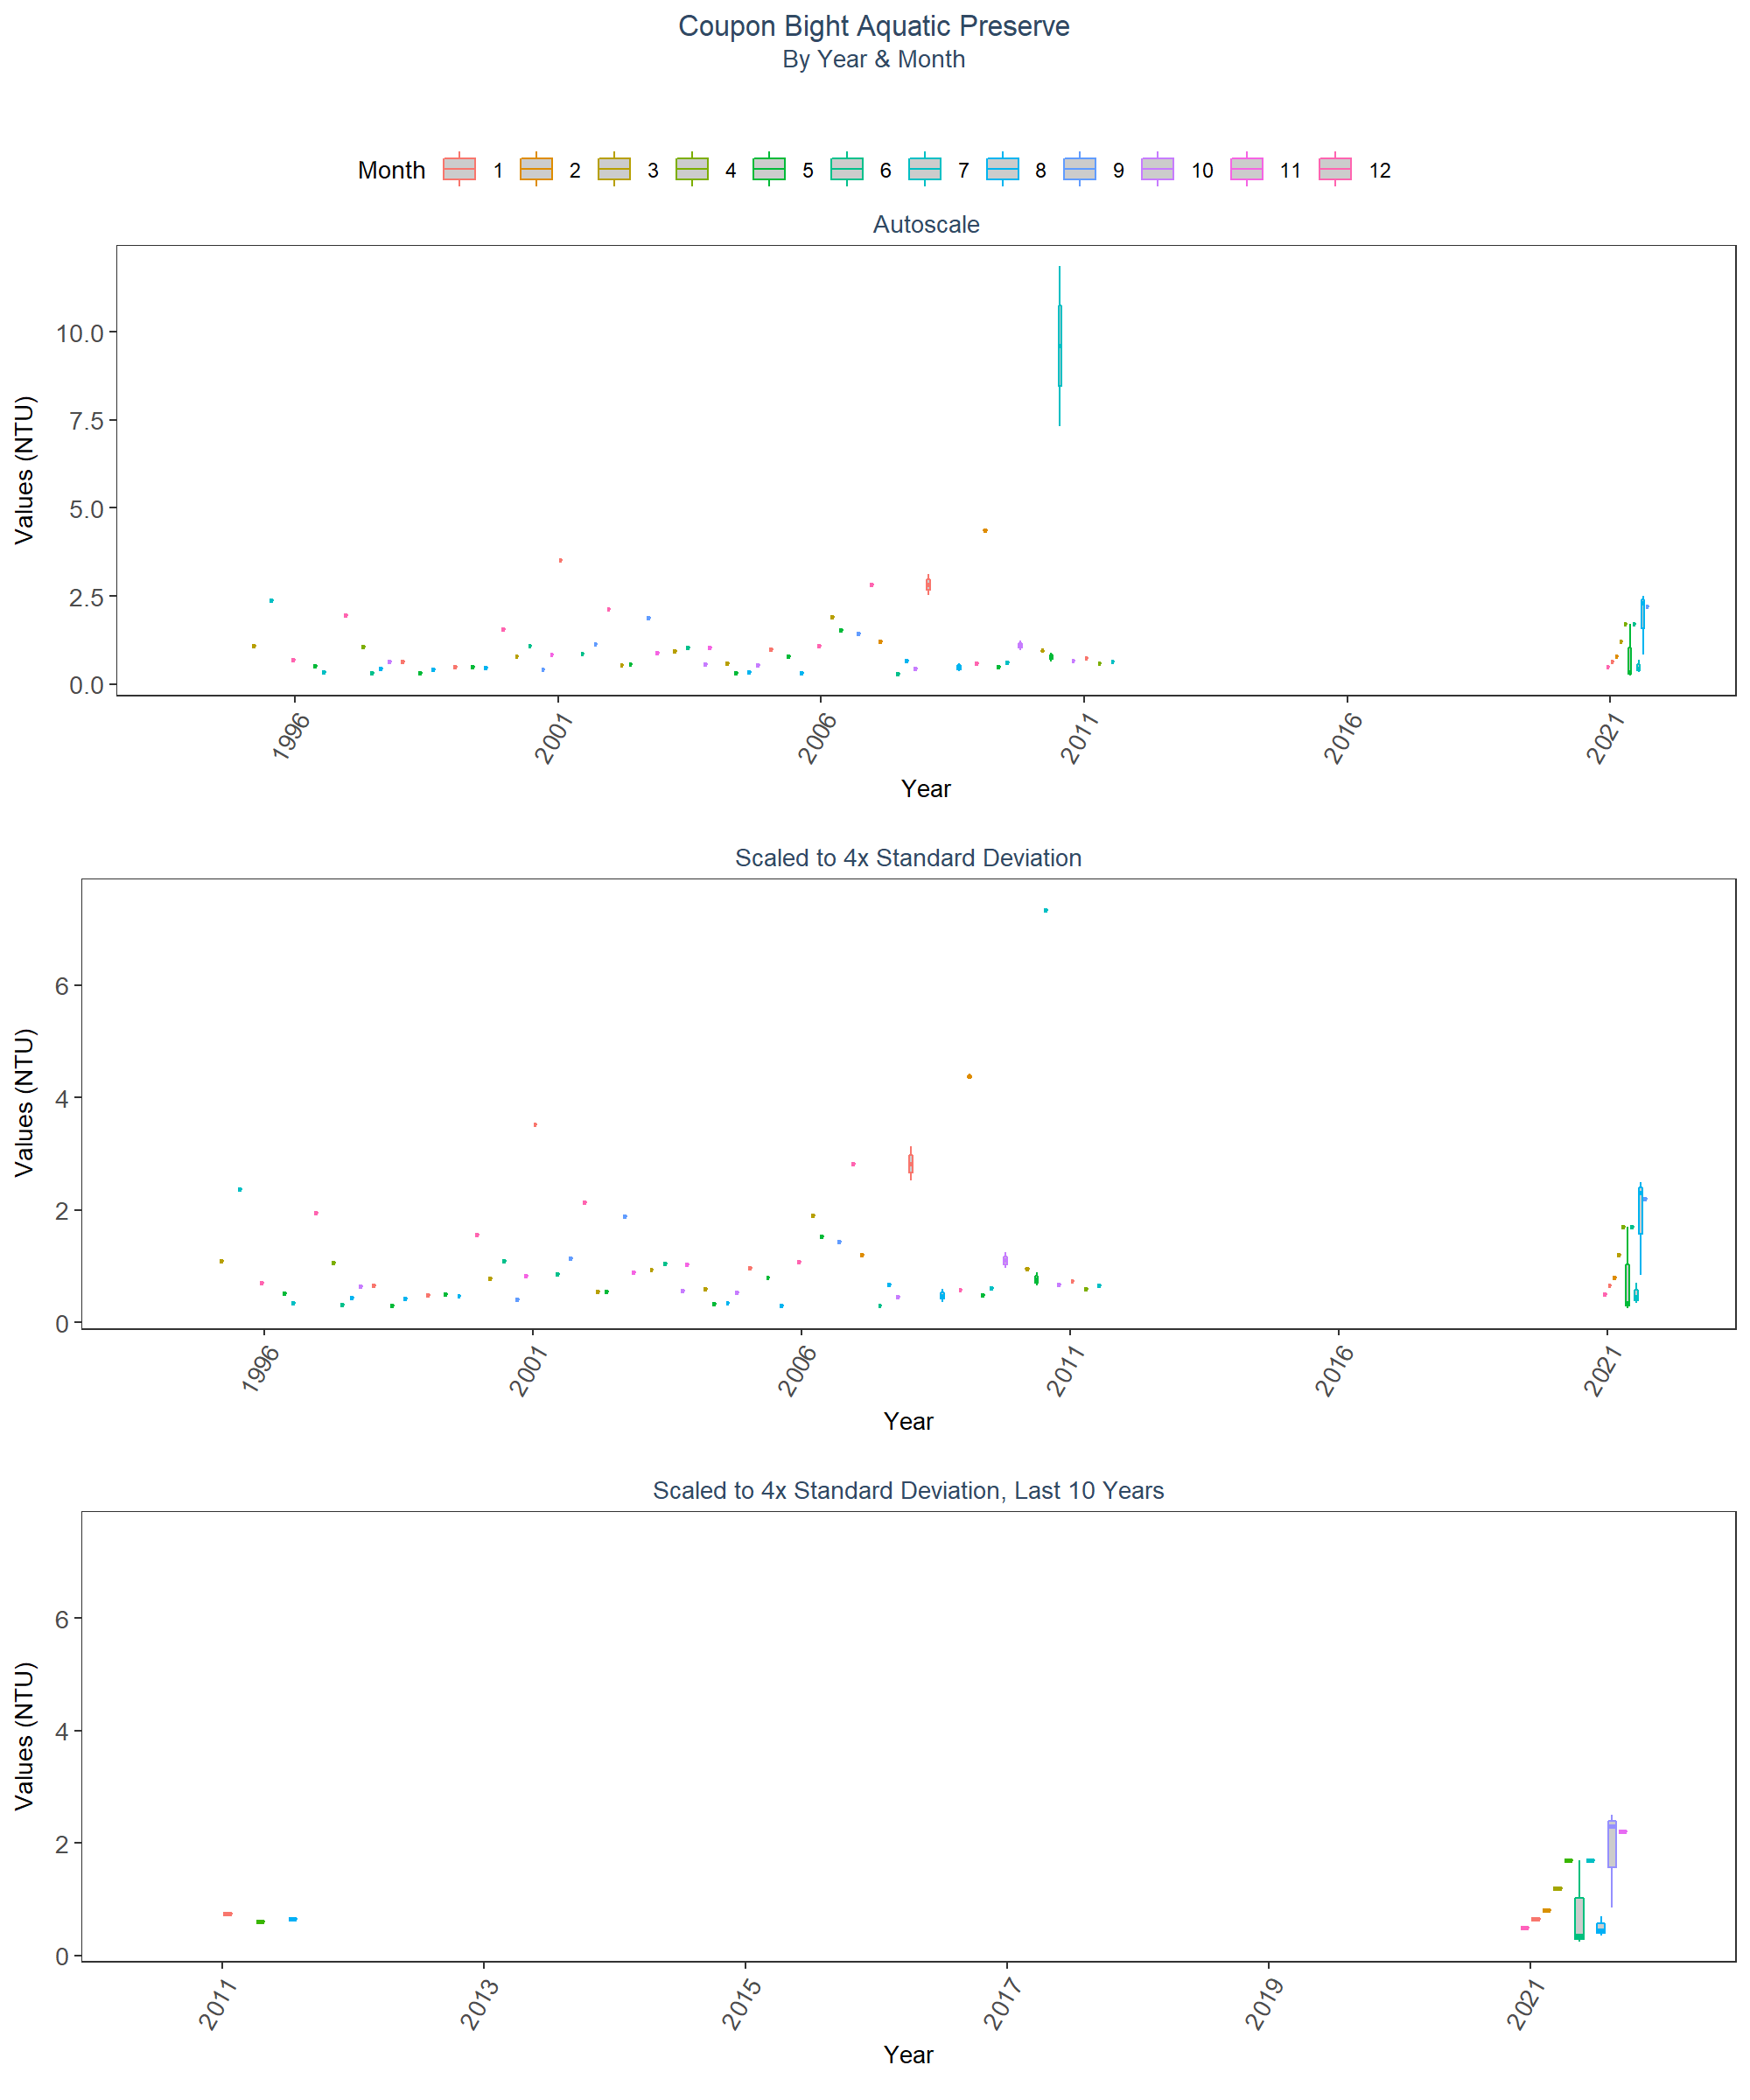 Coupon Bight Aquatic Preserve
By Year & Month
Month 1 2 3 4 5 6 7 8 9 10 11 12
Autoscale
Values (NTU)
10.0
7.5
5.0
2.5
0.0
1996 2001 2006 2011 2016 2021
Year
Scaled to 4x Standard Deviation
Values (NTU)
6
4
2
0
1996 2001 2006 2011 2016 2021
Year
Scaled to 4x Standard Deviation, Last 10 Years
Values (NTU)
6
4
2
0
2011 2013 2015 2017 2019 2021
Year